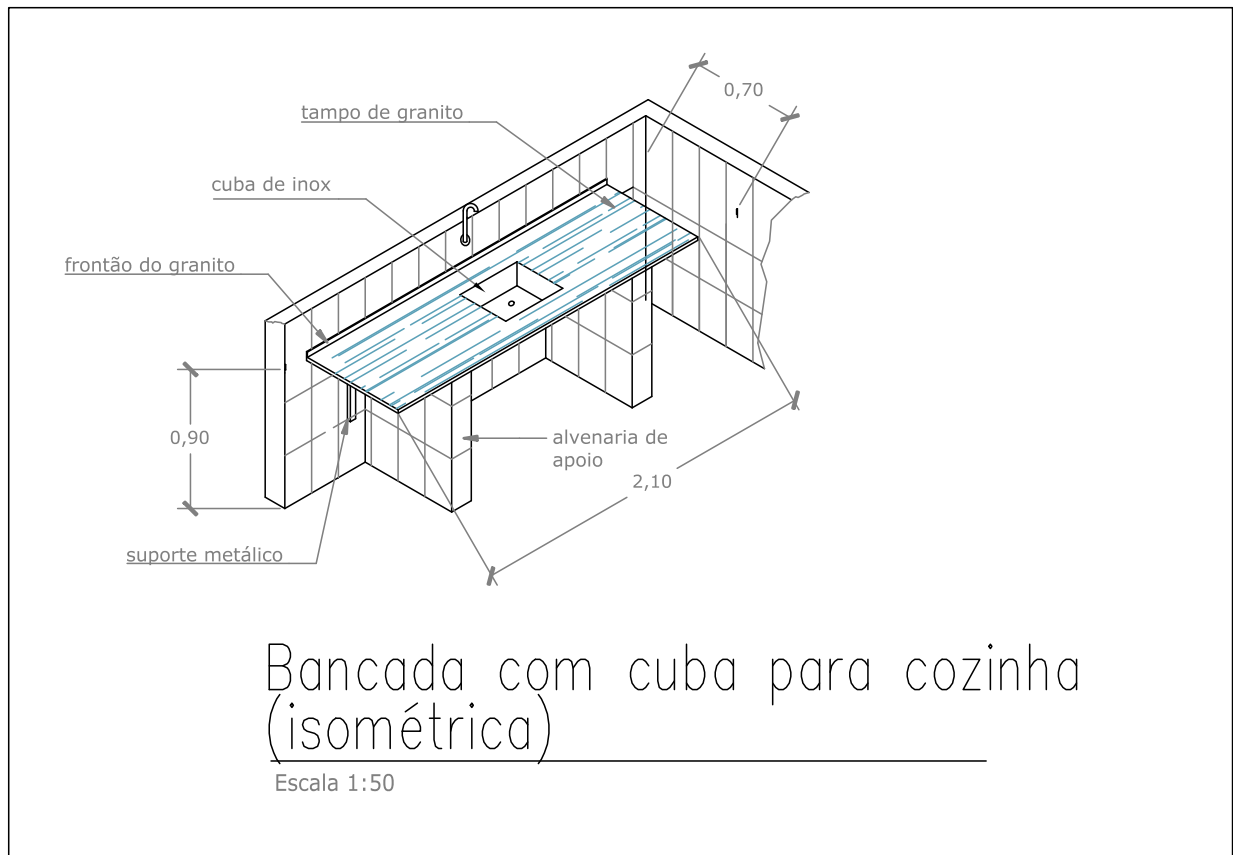 0,70
tampo de granito
cuba de inox
frontão do granito
0,90
alvenaria de
apoio
2,10
suporte metálico
Bancada com cuba para cozinha
(isométrica)
Escala 1:50